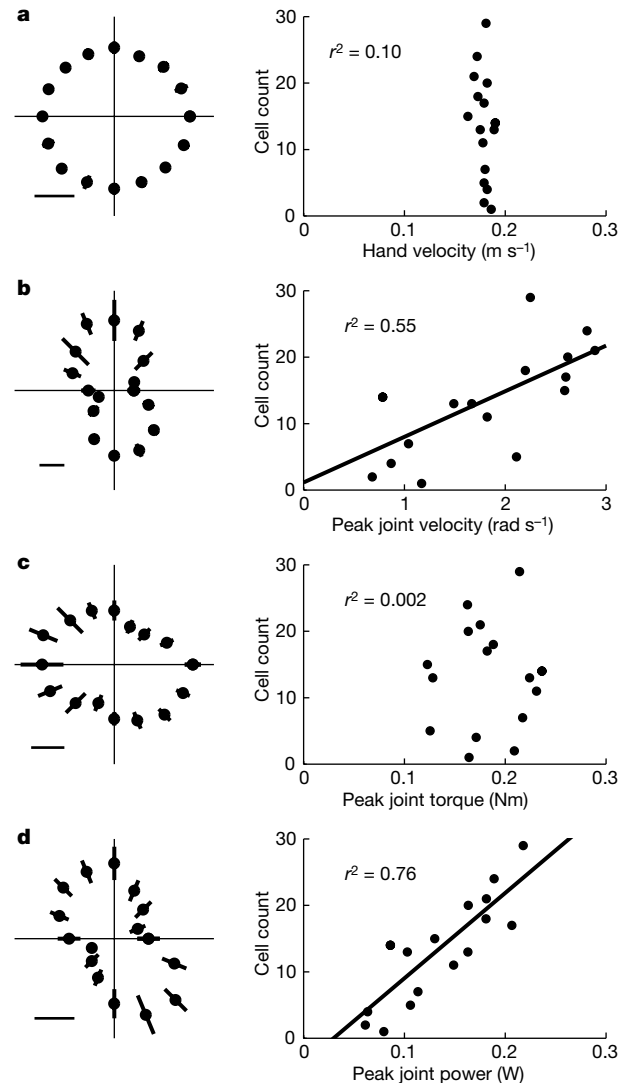 a
30
20
10
0
Cell count
r² = 0.10
0 0.1 0.2 0.3
Hand velocity (m s⁻¹)
b
30
20
10
0
Cell count
r² = 0.55
0 1 2 3
Peak joint velocity (rad s⁻¹)
c
30
20
10
0
Cell count
r² = 0.002
0 0.1 0.2 0.3
Peak joint torque (Nm)
d
30
20
10
0
Cell count
r² = 0.76
0 0.1 0.2 0.3
Peak joint power (W)